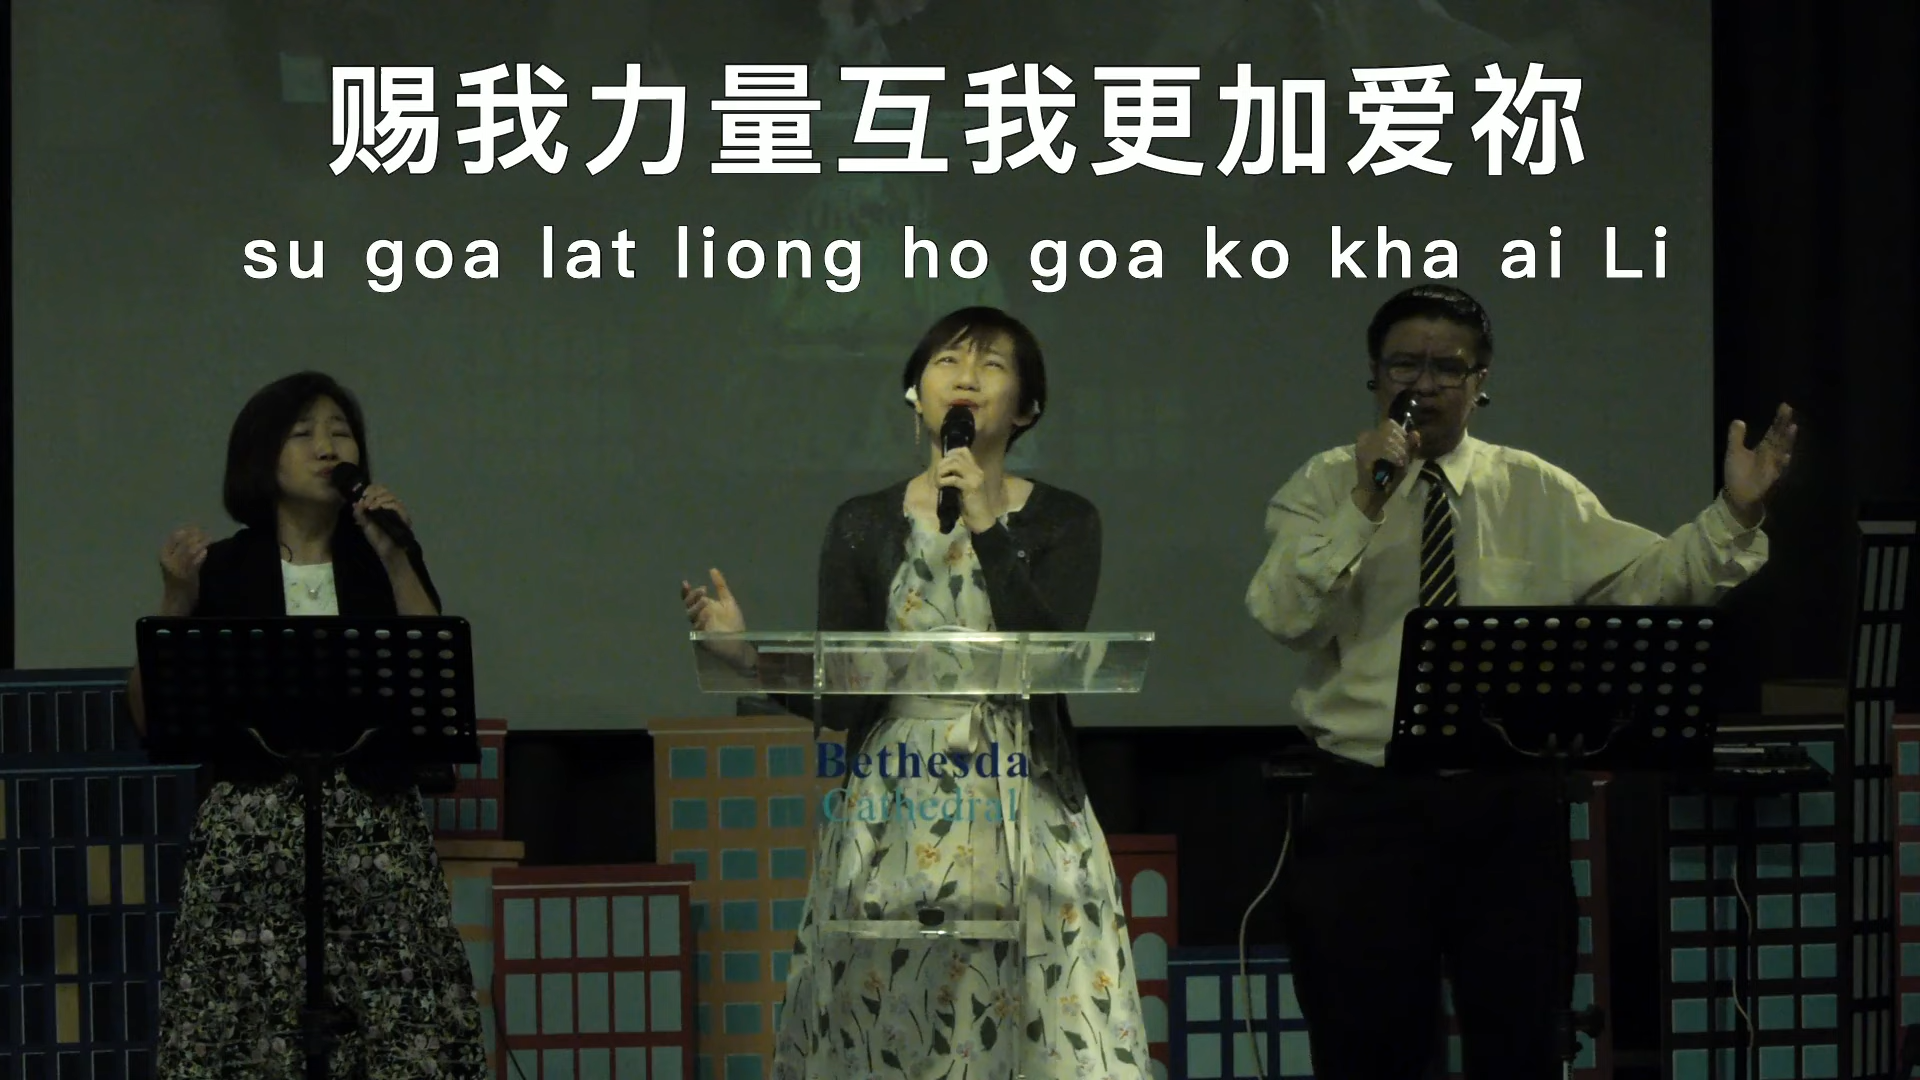 赐我力量互我更加爱祢
su goa lat liong ho goa ko kha ai Li
Bethesda
Cathedral